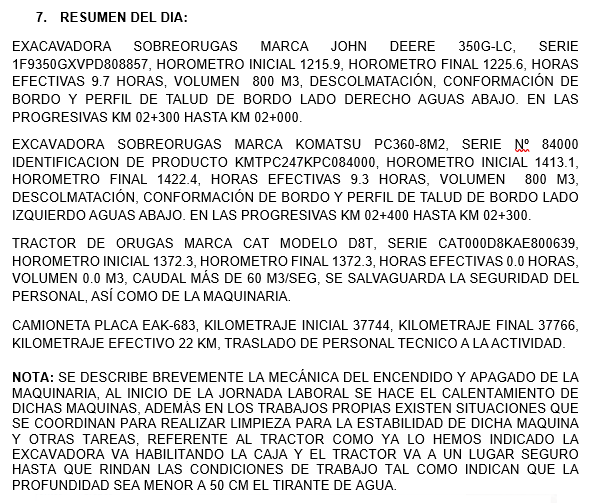 7. RESUMEN DEL DIA:
EXACAVADORA SOBREORUGAS MARCA JOHN DEERE 350G-LC, SERIE
1F9350GXVPD808857, HOROMETRO INICIAL 1215.9, HOROMETRO FINAL 1225.6, HORAS
EFECTIVAS 9.7 HORAS, VOLUMEN 800 M3, DESCOLMATACIÓN, CONFORMACIÓN DE
BORDO Y PERFIL DE TALUD DE BORDO LADO DERECHO AGUAS ABAJO. EN LAS
PROGRESIVAS KM 02+300 HASTA KM 02+000.
EXCAVADORA SOBREORUGAS MARCA KOMATSU PC360-8M2, SERIE Nº 84000
IDENTIFICACION DE PRODUCTO KMTPC247KPC084000, HOROMETRO INICIAL 1413.1,
HOROMETRO FINAL 1422.4, HORAS EFECTIVAS 9.3 HORAS, VOLUMEN 800 M3,
DESCOLMATACIÓN, CONFORMACIÓN DE BORDO Y PERFIL DE TALUD DE BORDO LADO
IZQUIERDO AGUAS ABAJO. EN LAS PROGRESIVAS KM 02+400 HASTA KM 02+300.
TRACTOR DE ORUGAS MARCA CAT MODELO D8T, SERIE CAT000D8KAE800639,
HOROMETRO INICIAL 1372.3, HOROMETRO FINAL 1372.3, HORAS EFECTIVAS 0.0 HORAS,
VOLUMEN 0.0 M3, CAUDAL MÁS DE 60 M3/SEG, SE SALVAGUARDA LA SEGURIDAD DEL
PERSONAL, ASÍ COMO DE LA MAQUINARIA.
CAMIONETA PLACA EAK-683, KILOMETRAJE INICIAL 37744, KILOMETRAJE FINAL 37766,
KILOMETRAJE EFECTIVO 22 KM, TRASLADO DE PERSONAL TECNICO A LA ACTIVIDAD.
NOTA: SE DESCRIBE BREVEMENTE LA MECÁNICA DEL ENCENDIDO Y APAGADO DE LA
MAQUINARIA, AL INICIO DE LA JORNADA LABORAL SE HACE EL CALENTAMIENTO DE
DICHAS MAQUINAS, ADEMÁS EN LOS TRABAJOS PROPIAS EXISTEN SITUACIONES QUE
SE COORDINAN PARA REALIZAR LIMPIEZA PARA LA ESTABILIDAD DE DICHA MAQUINA
Y OTRAS TAREAS, REFERENTE AL TRACTOR COMO YA LO HEMOS INDICADO LA
EXCAVADORA VA HABILITANDO LA CAJA Y EL TRACTOR VA A UN LUGAR SEGURO
HASTA QUE RINDAN LAS CONDICIONES DE TRABAJO TAL COMO INDICAN QUE LA
PROFUNDIDAD SEA MENOR A 50 CM EL TIRANTE DE AGUA.